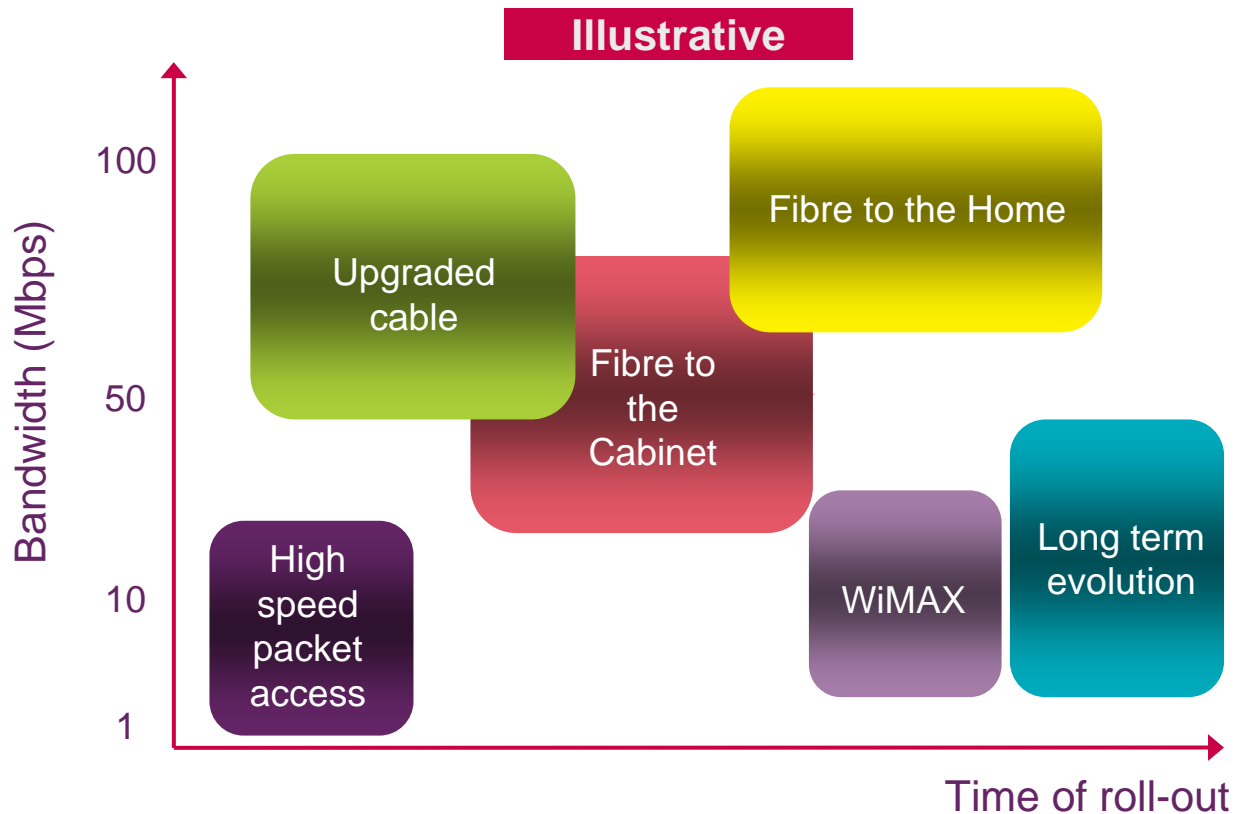 Illustrative
Bandwidth (Mbps)
100
50
10
1
Upgraded
cable
Fibre to the Home
Fibre to
the
Cabinet
High
speed
packet
access
WiMAX
Long term
evolution
Time of roll-out